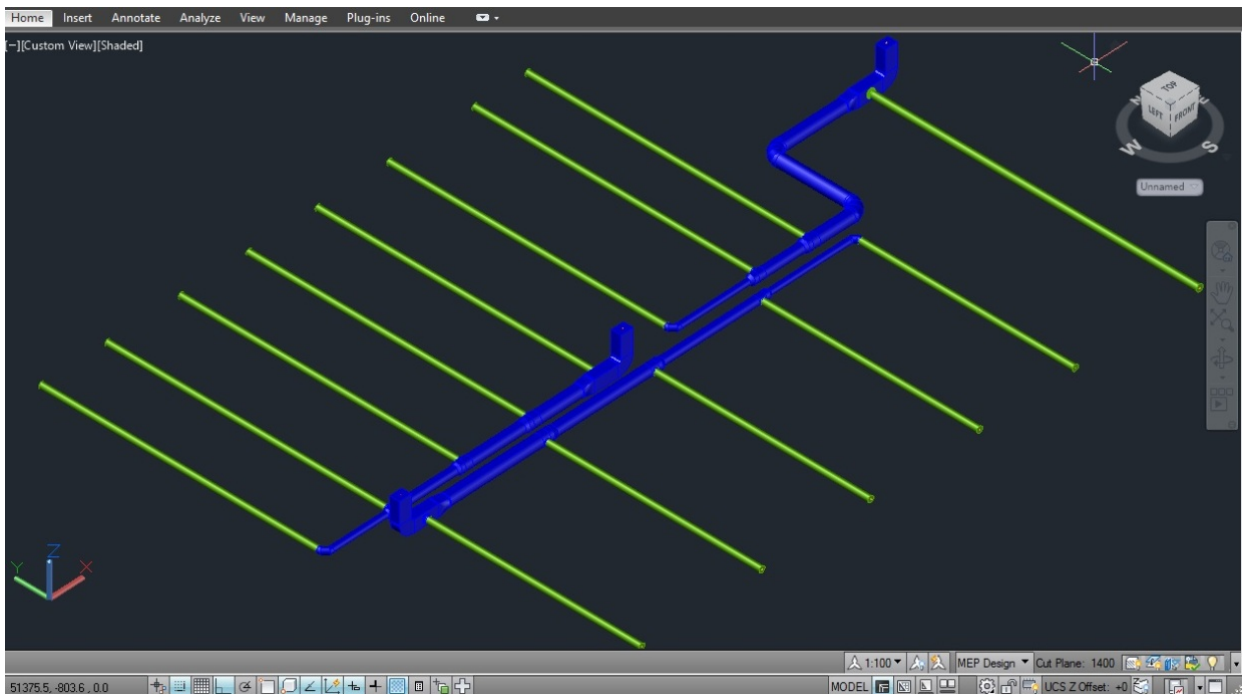 Home Insert Annotate Analyze View Manage Plug-ins Online
[−][Custom View][Shaded]
TOP
LEFT FRONT
W S
Unnamed
Z
Y X
1:100 MEP Design Cut Plane: 1400
51375.5, -803.6 , 0.0 MODEL UCS Z Offset: +0